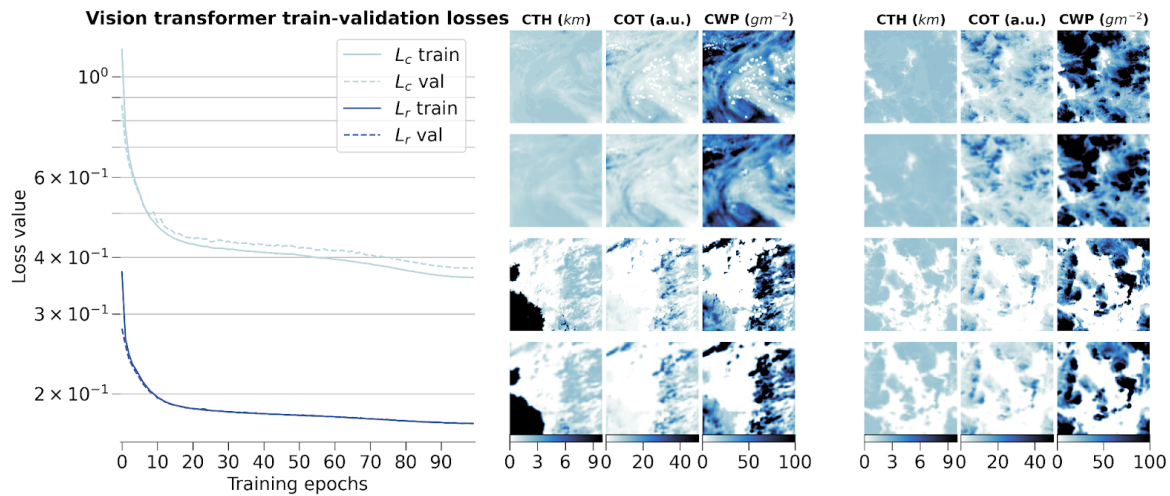 Vision transformer train-validation losses
CTH (km) COT (a.u.) CWP (gm⁻²)
CTH (km) COT (a.u.) CWP (gm⁻²)
L_c train
L_c val
L_r train
L_r val
Loss value
10⁰
6 × 10⁻¹
4 × 10⁻¹
3 × 10⁻¹
2 × 10⁻¹
0 10 20 30 40 50 60 70 80 90
Training epochs
0 3 6 9 0 20 40 0 50 100
0 3 6 9 0 20 40 0 50 100